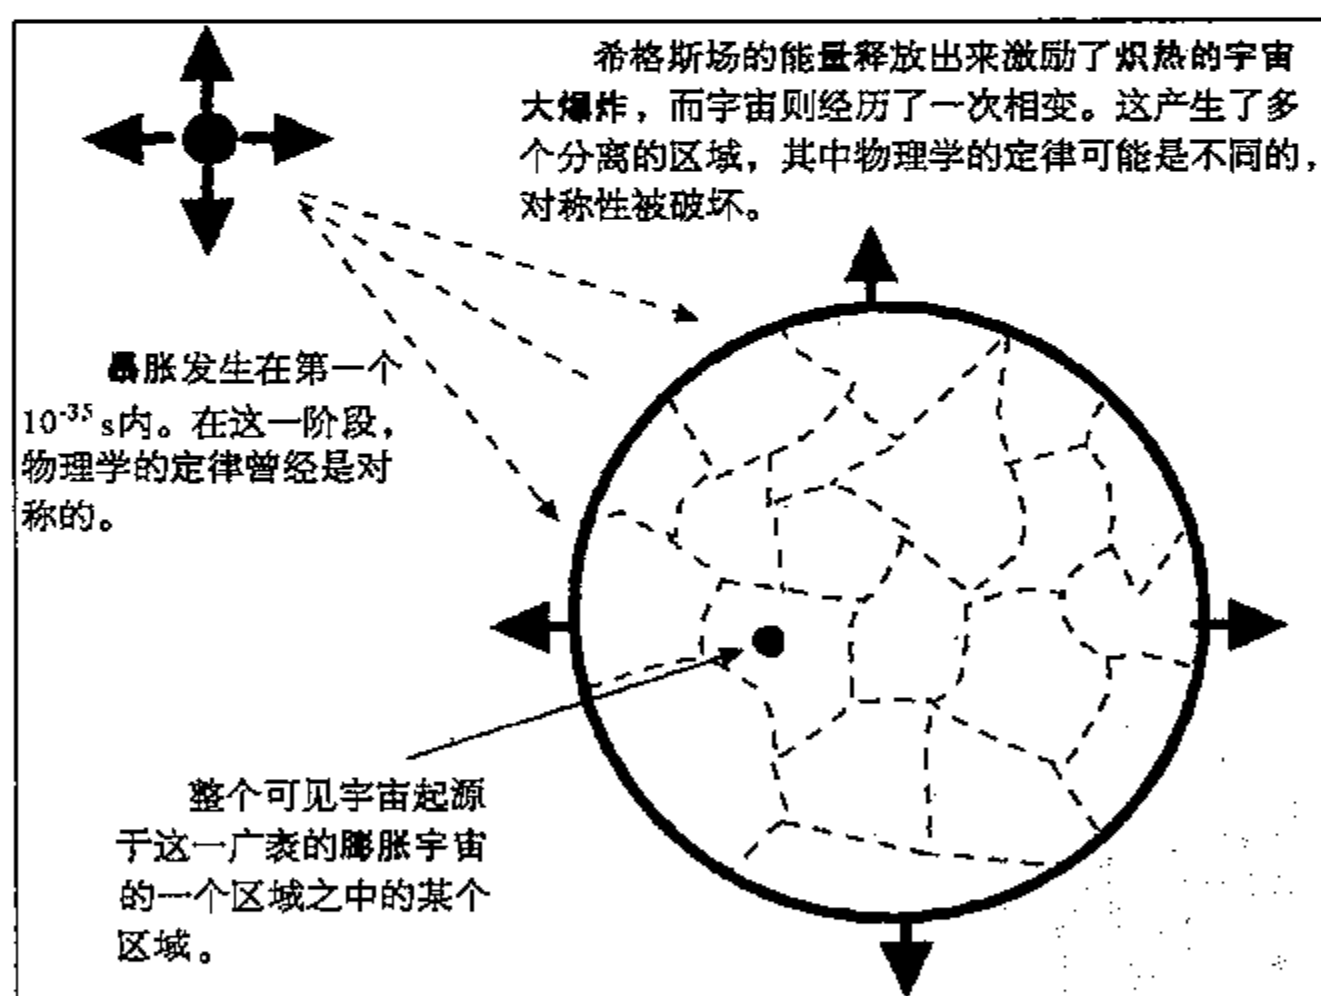 希格斯场的能量释放出来激励了炽热的宇宙
大爆炸，而宇宙则经历了一次相变。这产生了多
个分离的区域，其中物理学的定律可能是不同的，
对称性被破坏。
暴胀发生在第一个
10⁻³⁵ s内。在这一阶段，
物理学的定律曾经是对
称的。
整个可见宇宙起源
于这一广袤的膨胀宇宙
的一个区域之中的某个
区域。